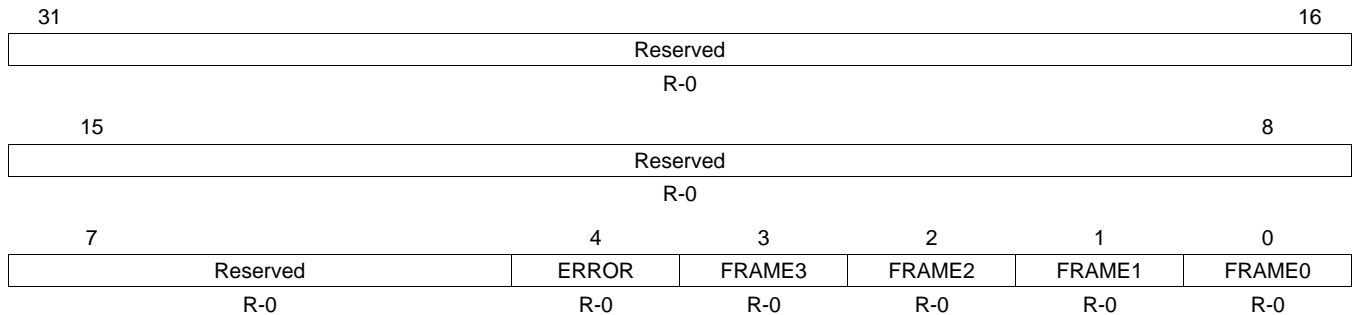 31 16
Reserved
R-0
15 8
Reserved
R-0
7 4 3 2 1 0
Reserved ERROR FRAME3 FRAME2 FRAME1 FRAME0
R-0 R-0 R-0 R-0 R-0 R-0